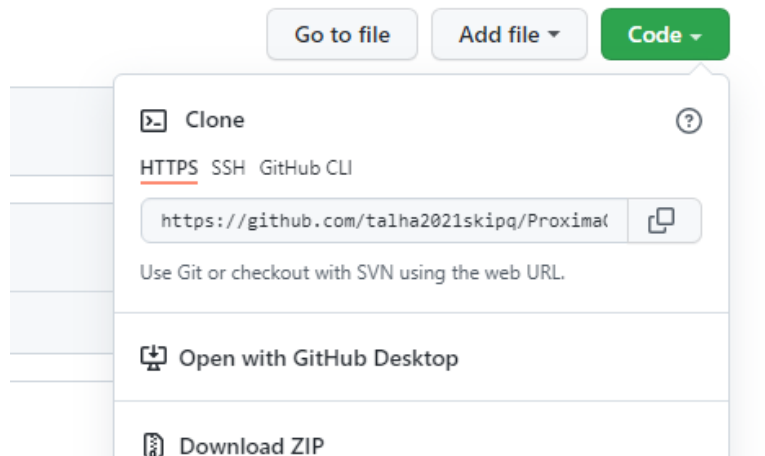 Go to file Add file Code
Clone
HTTPS SSH GitHub CLI
https://github.com/talha2021skipq/Proxima
Use Git or checkout with SVN using the web URL.
Open with GitHub Desktop
Download ZIP